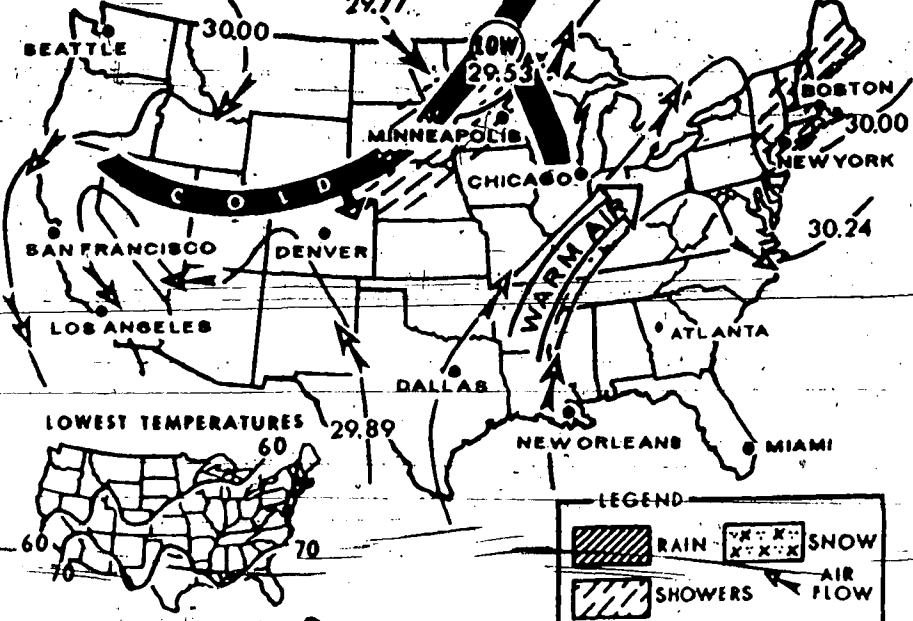 29.77
30.00
SEATTLE
LOW
29.53
BOSTON
30.00
MINNEAPOLIS
NEW YORK
CHICAGO
COLD
30.24
SAN FRANCISCO
DENVER
WARM AIR
LOS ANGELES
ATLANTA
DALLAS
LOWEST TEMPERATURES
29.89
60
NEW ORLEANS
MIAMI
LEGEND
60
70
70
RAIN
SNOW
SHOWERS
AIR
FLOW